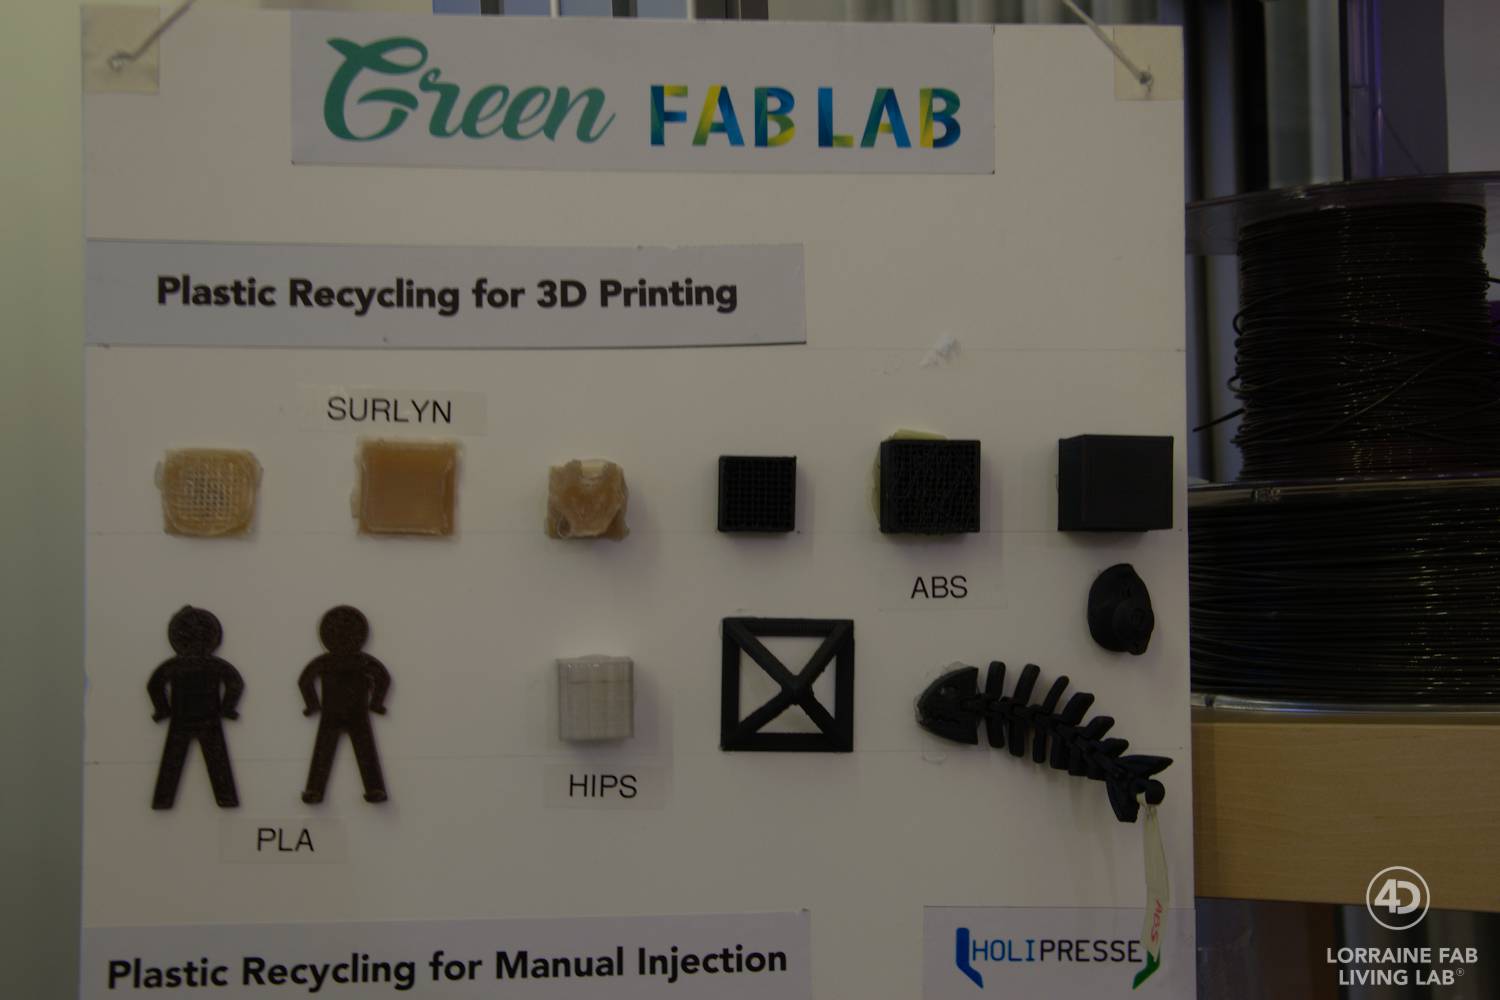 Green FAB LAB
Plastic Recycling for 3D Printing
SURLYN
ABS
HIPS
PLA
Plastic Recycling for Manual Injection
HOLIPRESSE
ABS
4D
LORRAINE FAB
LIVING LAB®